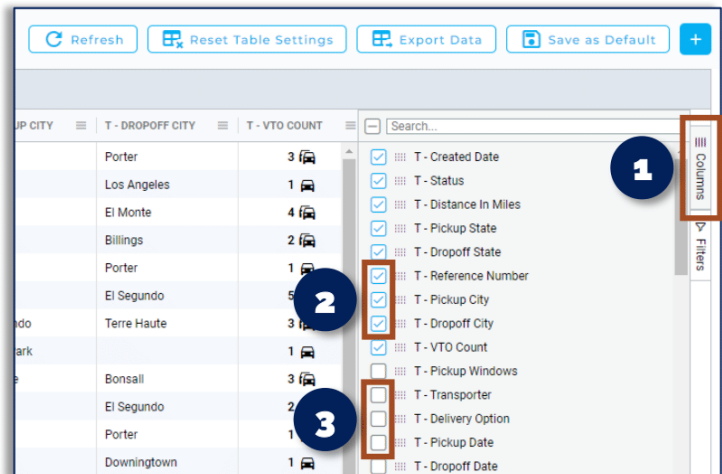 Refresh
Reset Table Settings
Export Data
Save as Default
+
UP CITY
T - DROPOFF CITY
T - VTO COUNT
Search...
Columns
Filters
1
Porter 3
Los Angeles 1
El Monte 4
Billings 2
Porter 1
El Segundo 5
Terre Haute 3
1
Bonsall 3
El Segundo 2
Porter 1
Downingtown 1
T - Created Date
T - Status
T - Distance In Miles
T - Pickup State
T - Dropoff State
T - Reference Number
2
T - Pickup City
T - Dropoff City
T - VTO Count
T - Pickup Windows
T - Transporter
3
T - Delivery Option
T - Pickup Date
T - Dropoff Date